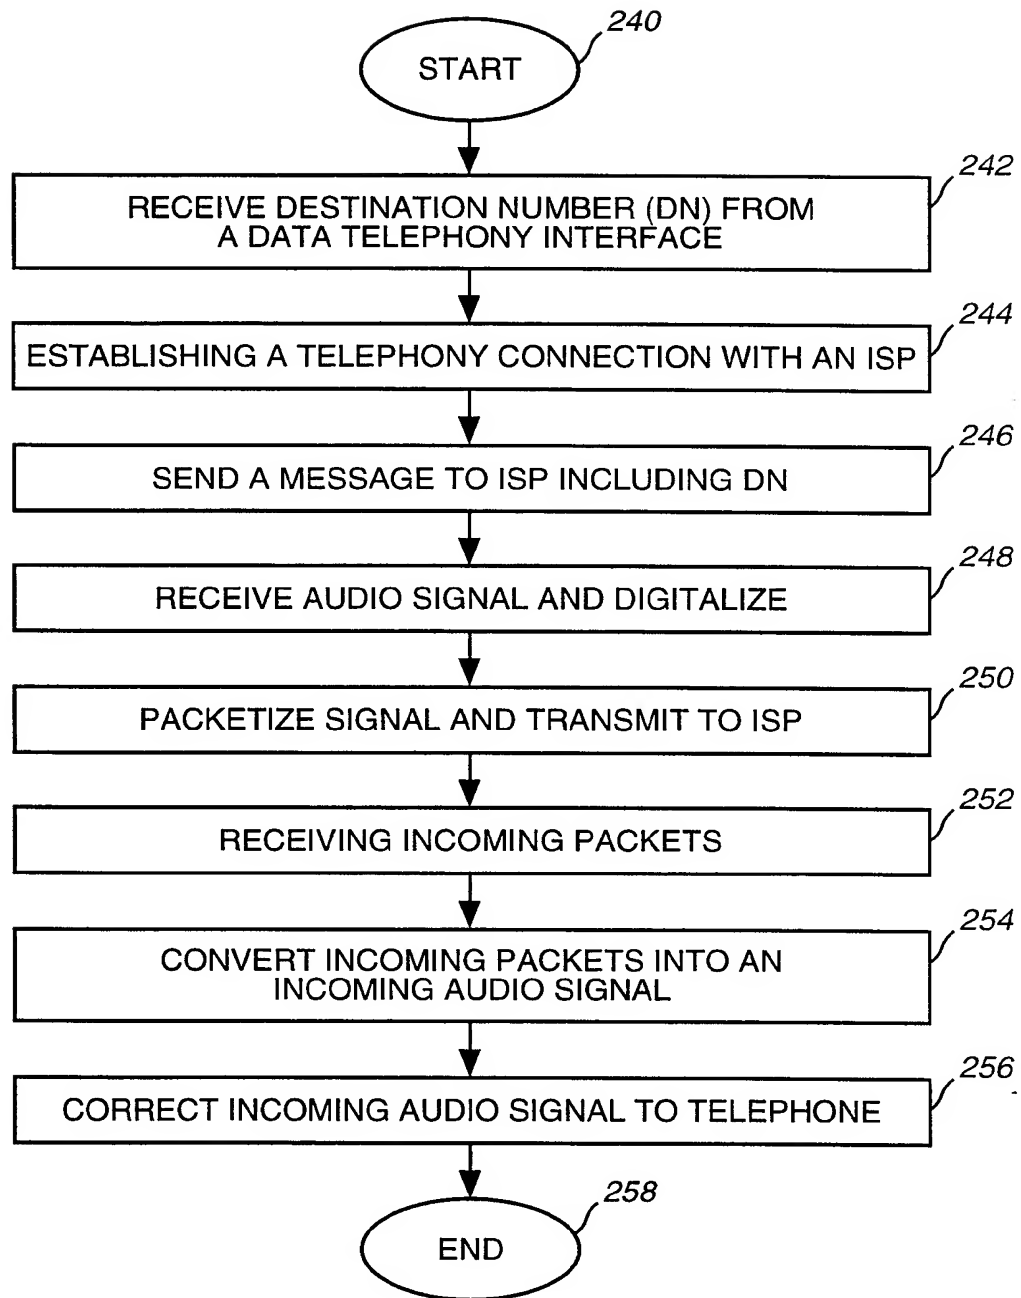 240
START
242
RECEIVE DESTINATION NUMBER (DN) FROM
A DATA TELEPHONY INTERFACE
244
ESTABLISHING A TELEPHONY CONNECTION WITH AN ISP
246
SEND A MESSAGE TO ISP INCLUDING DN
248
RECEIVE AUDIO SIGNAL AND DIGITALIZE
250
PACKETIZE SIGNAL AND TRANSMIT TO ISP
252
RECEIVING INCOMING PACKETS
254
CONVERT INCOMING PACKETS INTO AN
INCOMING AUDIO SIGNAL
256
CORRECT INCOMING AUDIO SIGNAL TO TELEPHONE
258
END